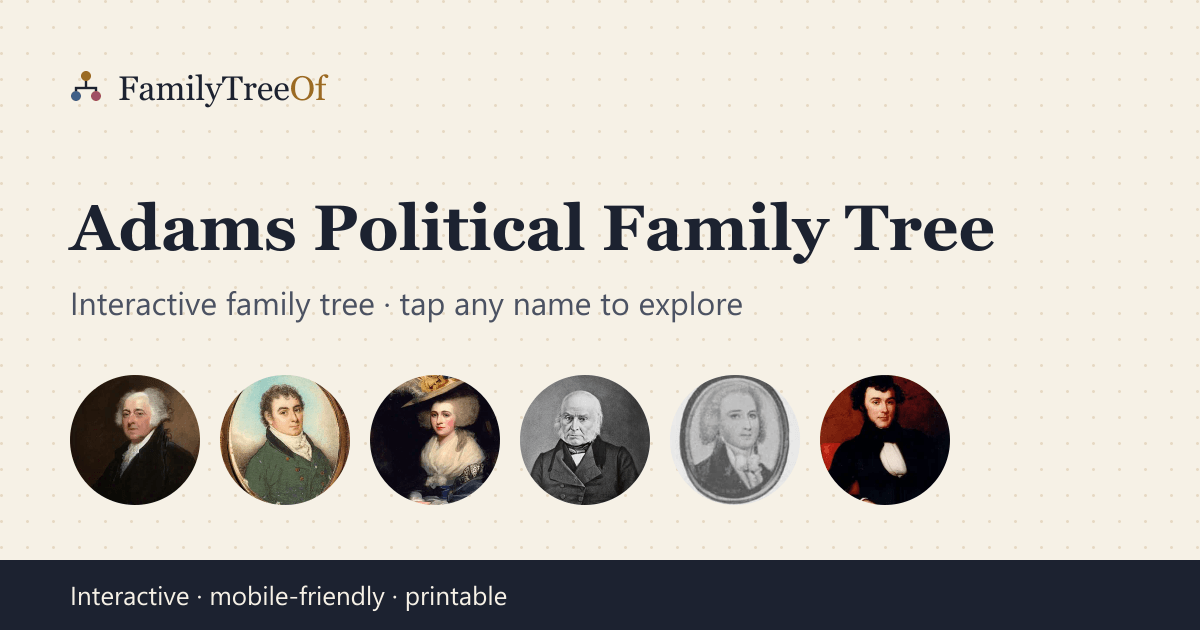 FamilyTreeOf
Adams Political Family Tree
Interactive family tree · tap any name to explore
Interactive · mobile-friendly · printable